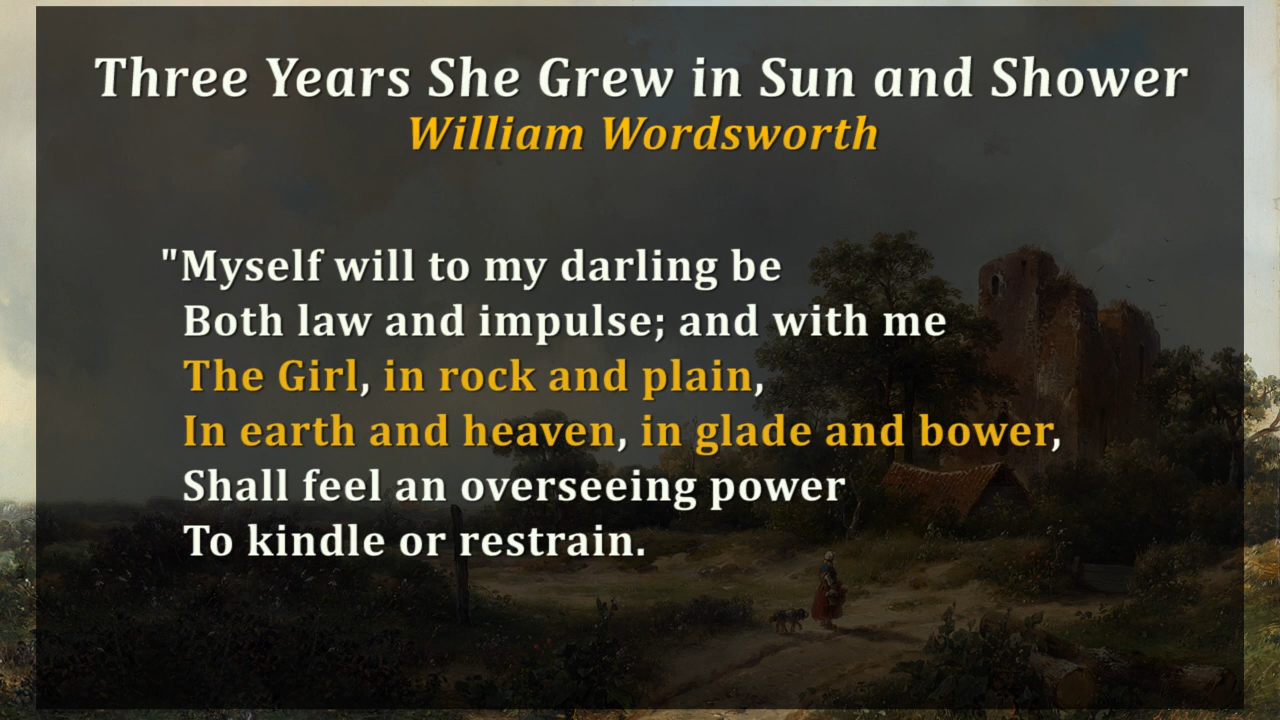 Three Years She Grew in Sun and Shower
William Wordsworth
"Myself will to my darling be
Both law and impulse; and with me
The Girl, in rock and plain,
In earth and heaven, in glade and bower,
Shall feel an overseeing power
To kindle or restrain.